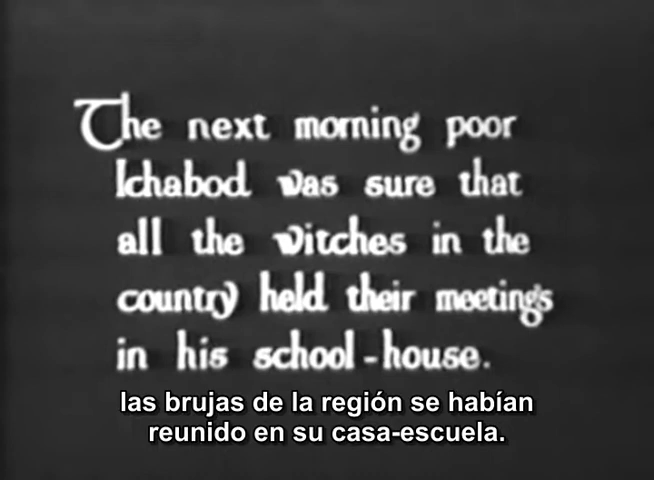 The next morning poor
Ichabod was sure that
all the witches in the
country held their meetings
in his school-house.
las brujas de la región se habían
reunido en su casa-escuela.